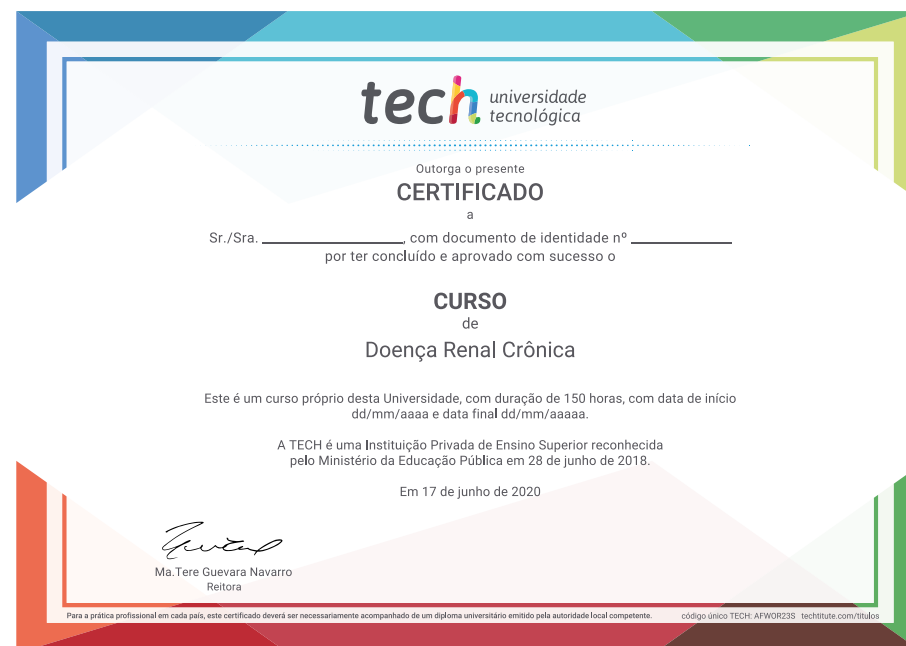 tech universidade
tecnológica
Outorga o presente
CERTIFICADO
a
Sr./Sra. ____________________, com documento de identidade nº ______________
por ter concluído e aprovado com sucesso o
CURSO
de
Doença Renal Crônica
Este é um curso próprio desta Universidade, com duração de 150 horas, com data de início
dd/mm/aaaa e data final dd/mm/aaaaa.
A TECH é uma Instituição Privada de Ensino Superior reconhecida
pelo Ministério da Educação Pública em 28 de junho de 2018.
Em 17 de junho de 2020
Ma.Tere Guevara Navarro
Reitora
Para a prática profissional em cada país, este certificado deverá ser necessariamente acompanhado de um diploma universitário emitido pela autoridade local competente. código único TECH: AFWOR23S techtitute.com/títulos